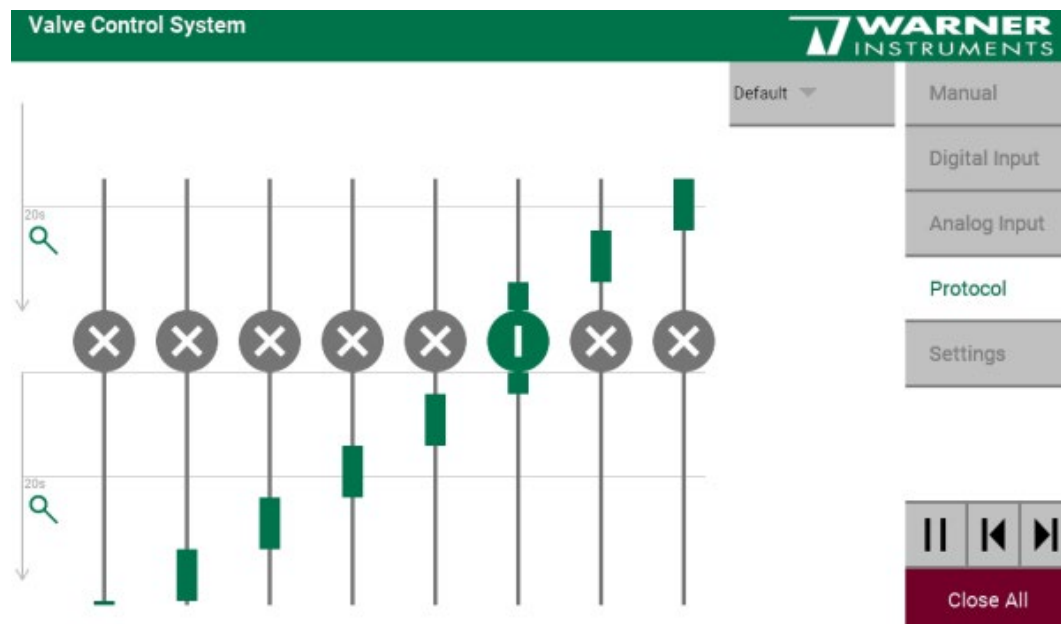 Valve Control System
WARNER
INSTRUMENTS
Default
Manual
Digital Input
Analog Input
Protocol
Settings
20s
20s
Close All